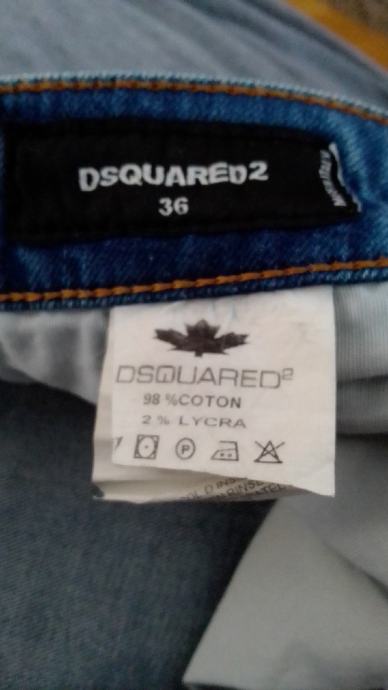 DSQUARED2
36
DSQUARED2
98 %COTON
2 % LYCRA
P